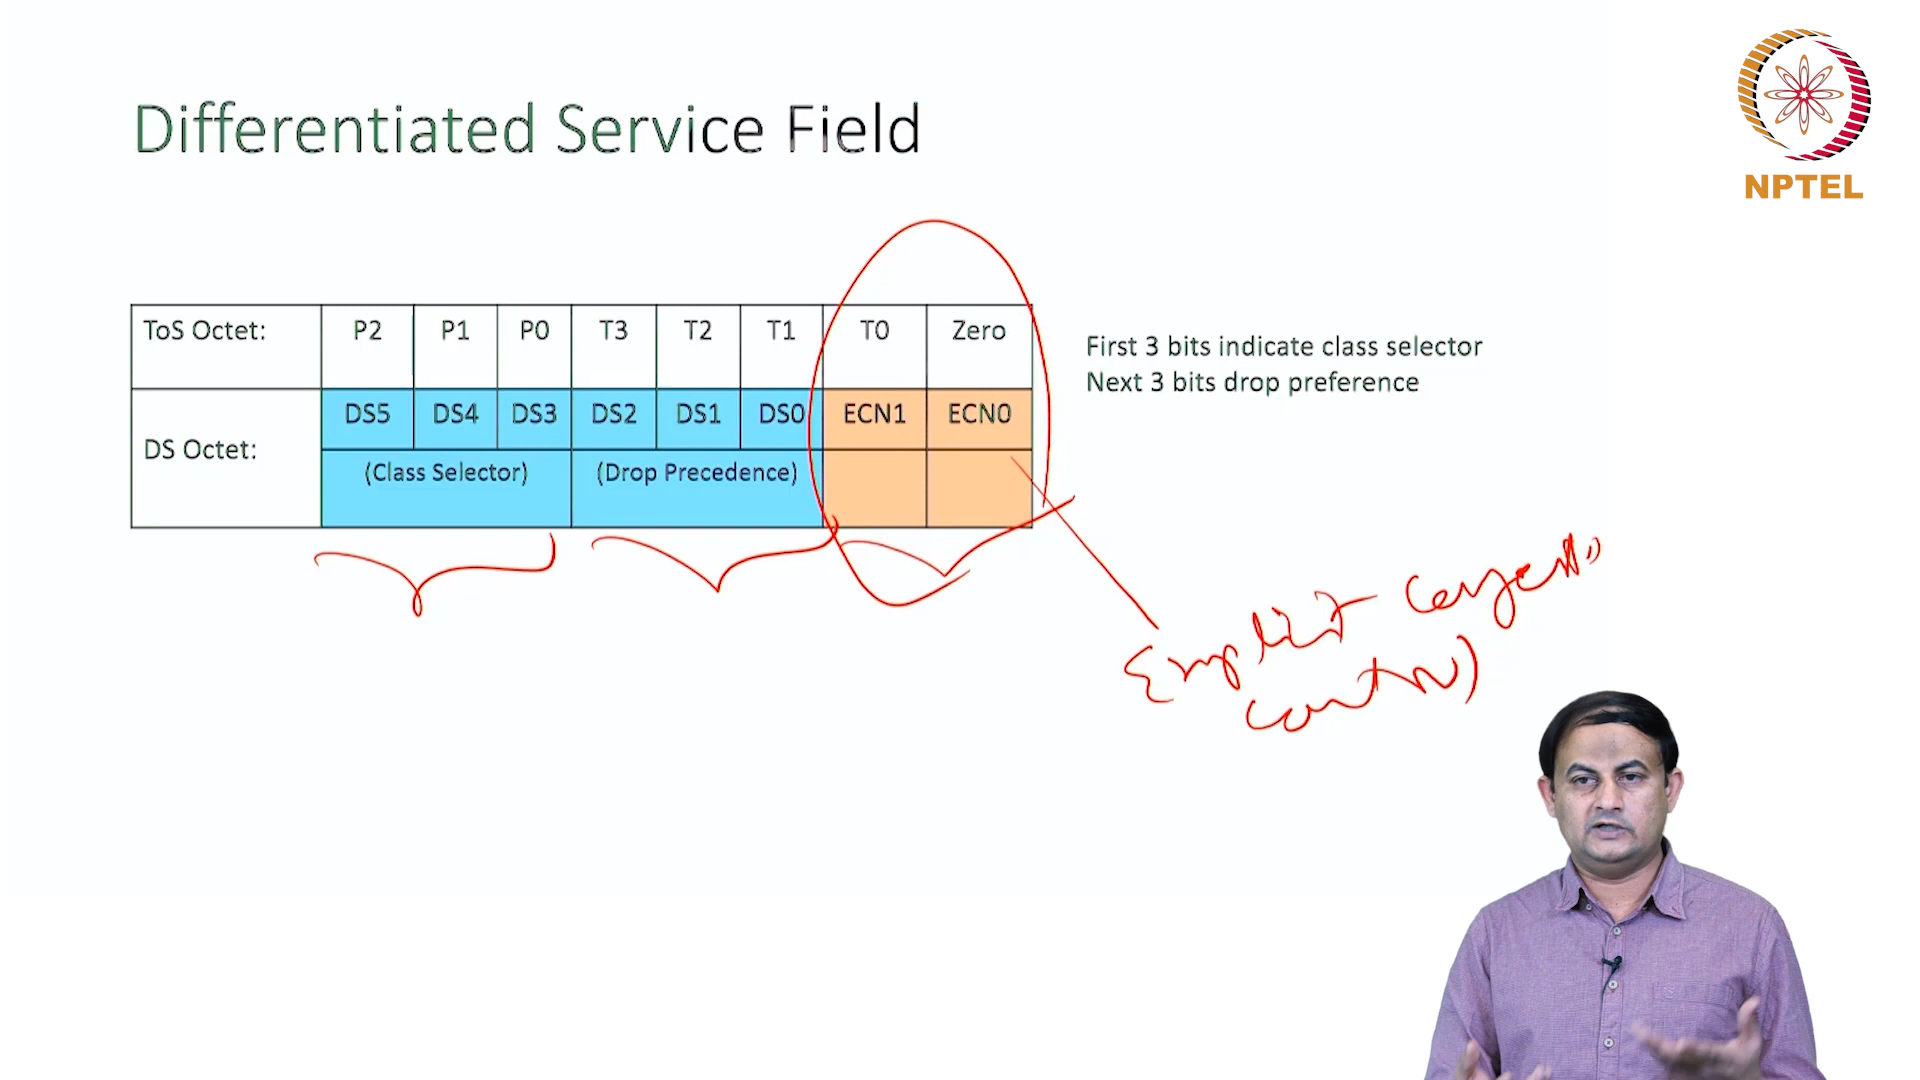 Differentiated Service Field
NPTEL
ToS Octet: P2 P1 P0 T3 T2 T1 T0 Zero
DS Octet: DS5 DS4 DS3 DS2 DS1 DS0 ECN1 ECN0
(Class Selector) (Drop Precedence)
First 3 bits indicate class selector
Next 3 bits drop preference